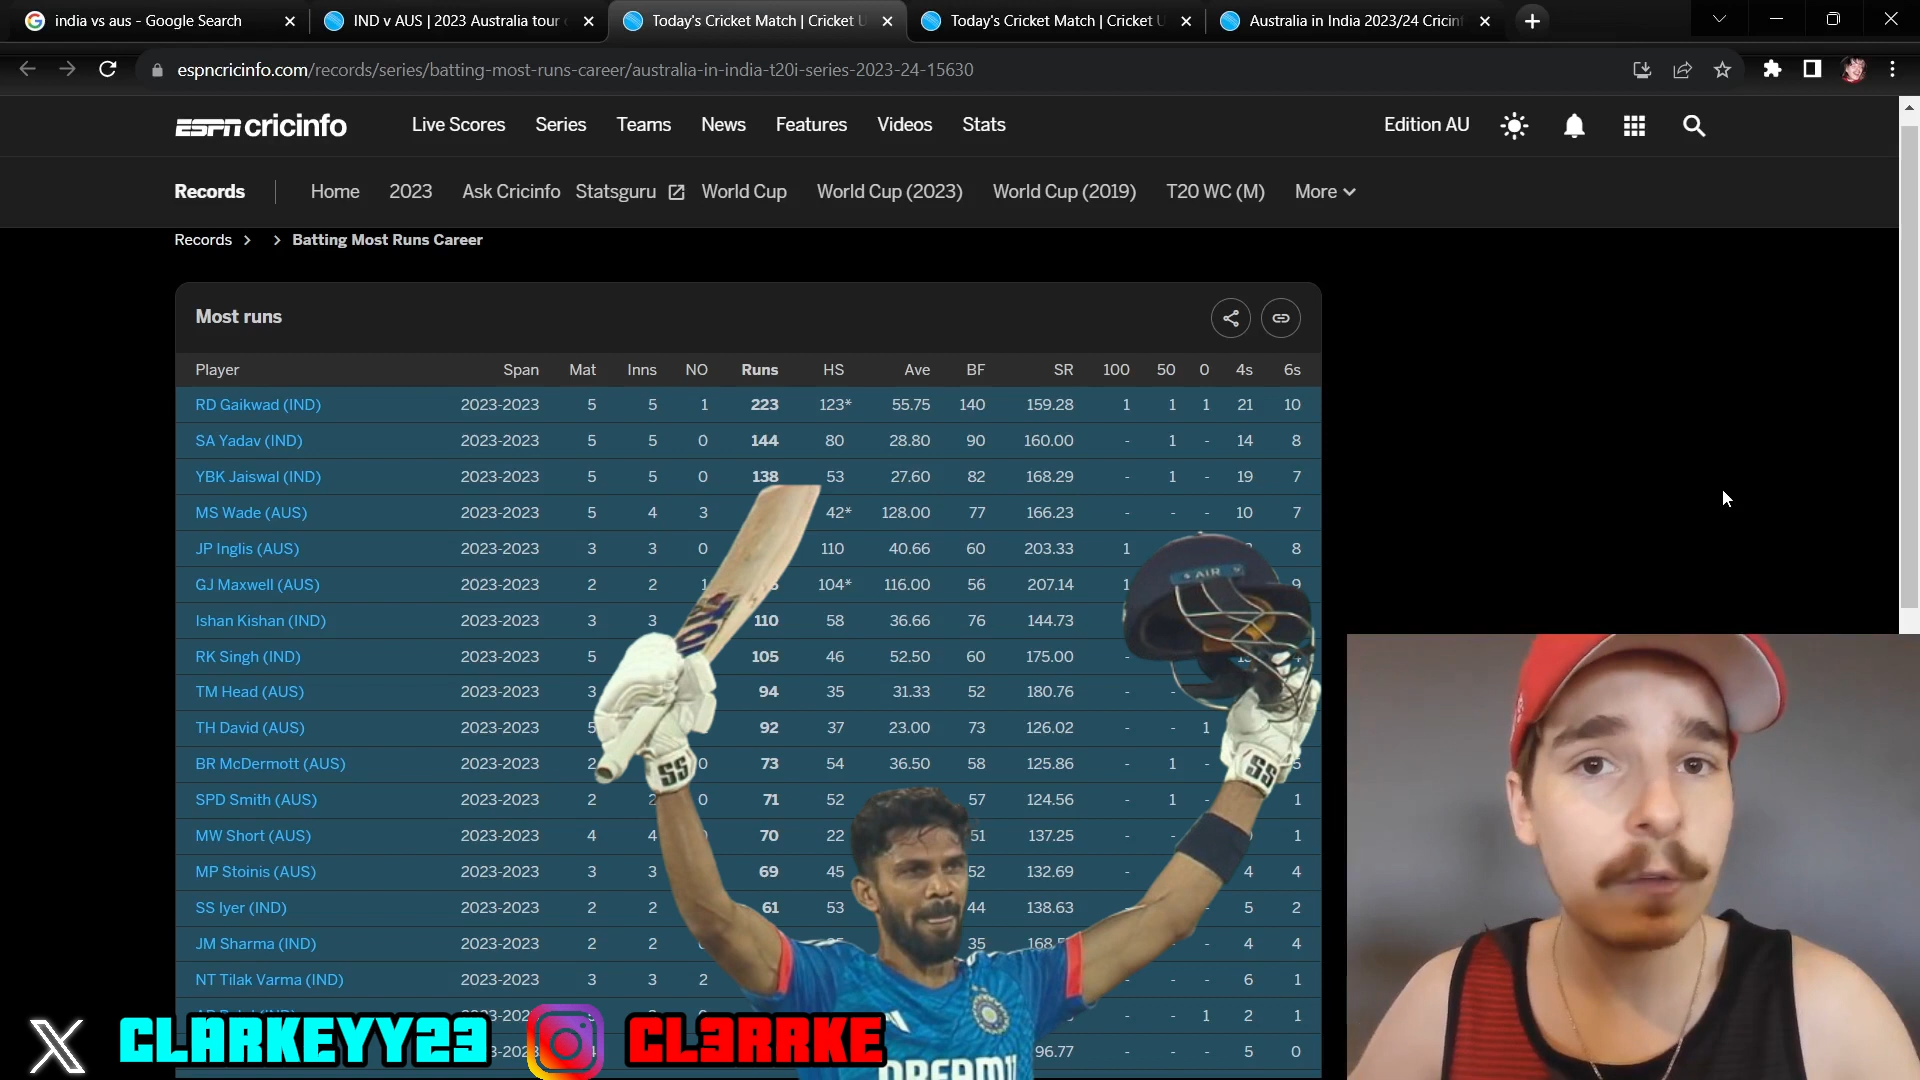 india vs aus - Google Search
IND v AUS | 2023 Australia tour
Today's Cricket Match | Cricket U
Today's Cricket Match | Cricket U
Australia in India 2023/24 Cricinf
espncricinfo.com/records/series/batting-most-runs-career/australia-in-india-t20i-series-2023-24-15630
ESPN cricinfo Live Scores Series Teams News Features Videos Stats Edition AU
Records Home 2023 Ask Cricinfo Statsguru World Cup World Cup (2023) World Cup (2019) T20 WC (M) More
Records > > Batting Most Runs Career
Most runs
Player Span Mat Inns NO Runs HS Ave BF SR 100 50 0 4s 6s
RD Gaikwad (IND) 2023-2023 5 5 1 223 123* 55.75 140 159.28 1 1 1 21 10
SA Yadav (IND) 2023-2023 5 5 0 144 80 28.80 90 160.00 - 1 - 14 8
YBK Jaiswal (IND) 2023-2023 5 5 0 138 53 27.60 82 168.29 - 1 - 19 7
MS Wade (AUS) 2023-2023 5 4 3 42* 128.00 77 166.23 - - - 10 7
JP Inglis (AUS) 2023-2023 3 3 0 110 40.66 60 203.33 1 8
GJ Maxwell (AUS) 2023-2023 2 2 1 104* 116.00 56 207.14 1 9
Ishan Kishan (IND) 2023-2023 3 3 110 58 36.66 76 144.73
RK Singh (IND) 2023-2023 5 105 46 52.50 60 175.00 -
TM Head (AUS) 2023-2023 3 94 35 31.33 52 180.76 - -
TH David (AUS) 2023-2023 5 92 37 23.00 73 126.02 - - 1
BR McDermott (AUS) 2023-2023 2 0 73 54 36.50 58 125.86 - 1 - 5
SPD Smith (AUS) 2023-2023 2 2 0 71 52 57 124.56 - 1 1
MW Short (AUS) 2023-2023 4 4 70 22 51 137.25 - - 1
MP Stoinis (AUS) 2023-2023 3 3 69 45 52 132.69 - - 4 4
SS Iyer (IND) 2023-2023 2 2 61 53 44 138.63 - - 5 2
JM Sharma (IND) 2023-2023 2 2 35 168.5 - - 4 4
NT Tilak Varma (IND) 2023-2023 3 3 2 - - - 6 1
- - 1 2 1
96.77 - - - 5 0
AIR
SS
SS
DREAM11
X CLARKEYY23 CL3RRKE